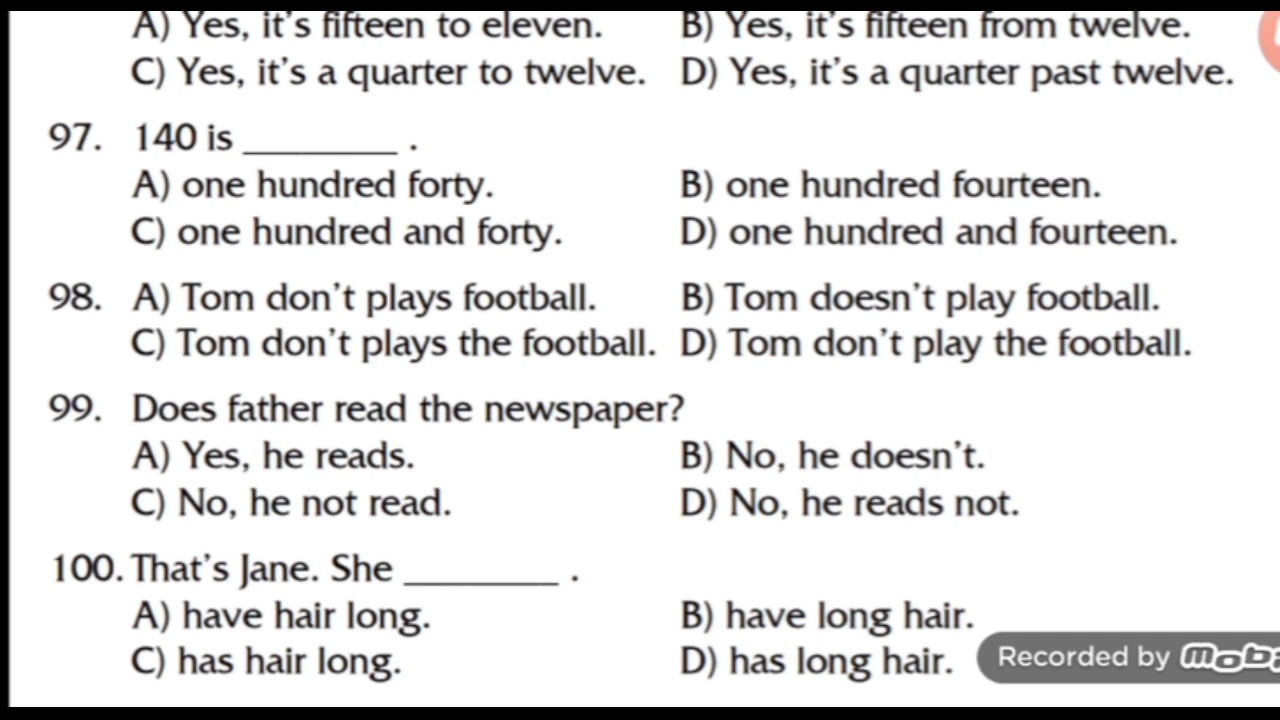 A) Yes, it's fifteen to eleven. B) Yes, it's fifteen from twelve.
C) Yes, it's a quarter to twelve. D) Yes, it's a quarter past twelve.
97. 140 is ________ .
A) one hundred forty. B) one hundred fourteen.
C) one hundred and forty. D) one hundred and fourteen.
98. A) Tom don't plays football. B) Tom doesn't play football.
C) Tom don't plays the football. D) Tom don't play the football.
99. Does father read the newspaper?
A) Yes, he reads. B) No, he doesn't.
C) No, he not read. D) No, he reads not.
100. That's Jane. She ________ .
A) have hair long. B) have long hair.
C) has hair long. D) has long hair.
Recorded by